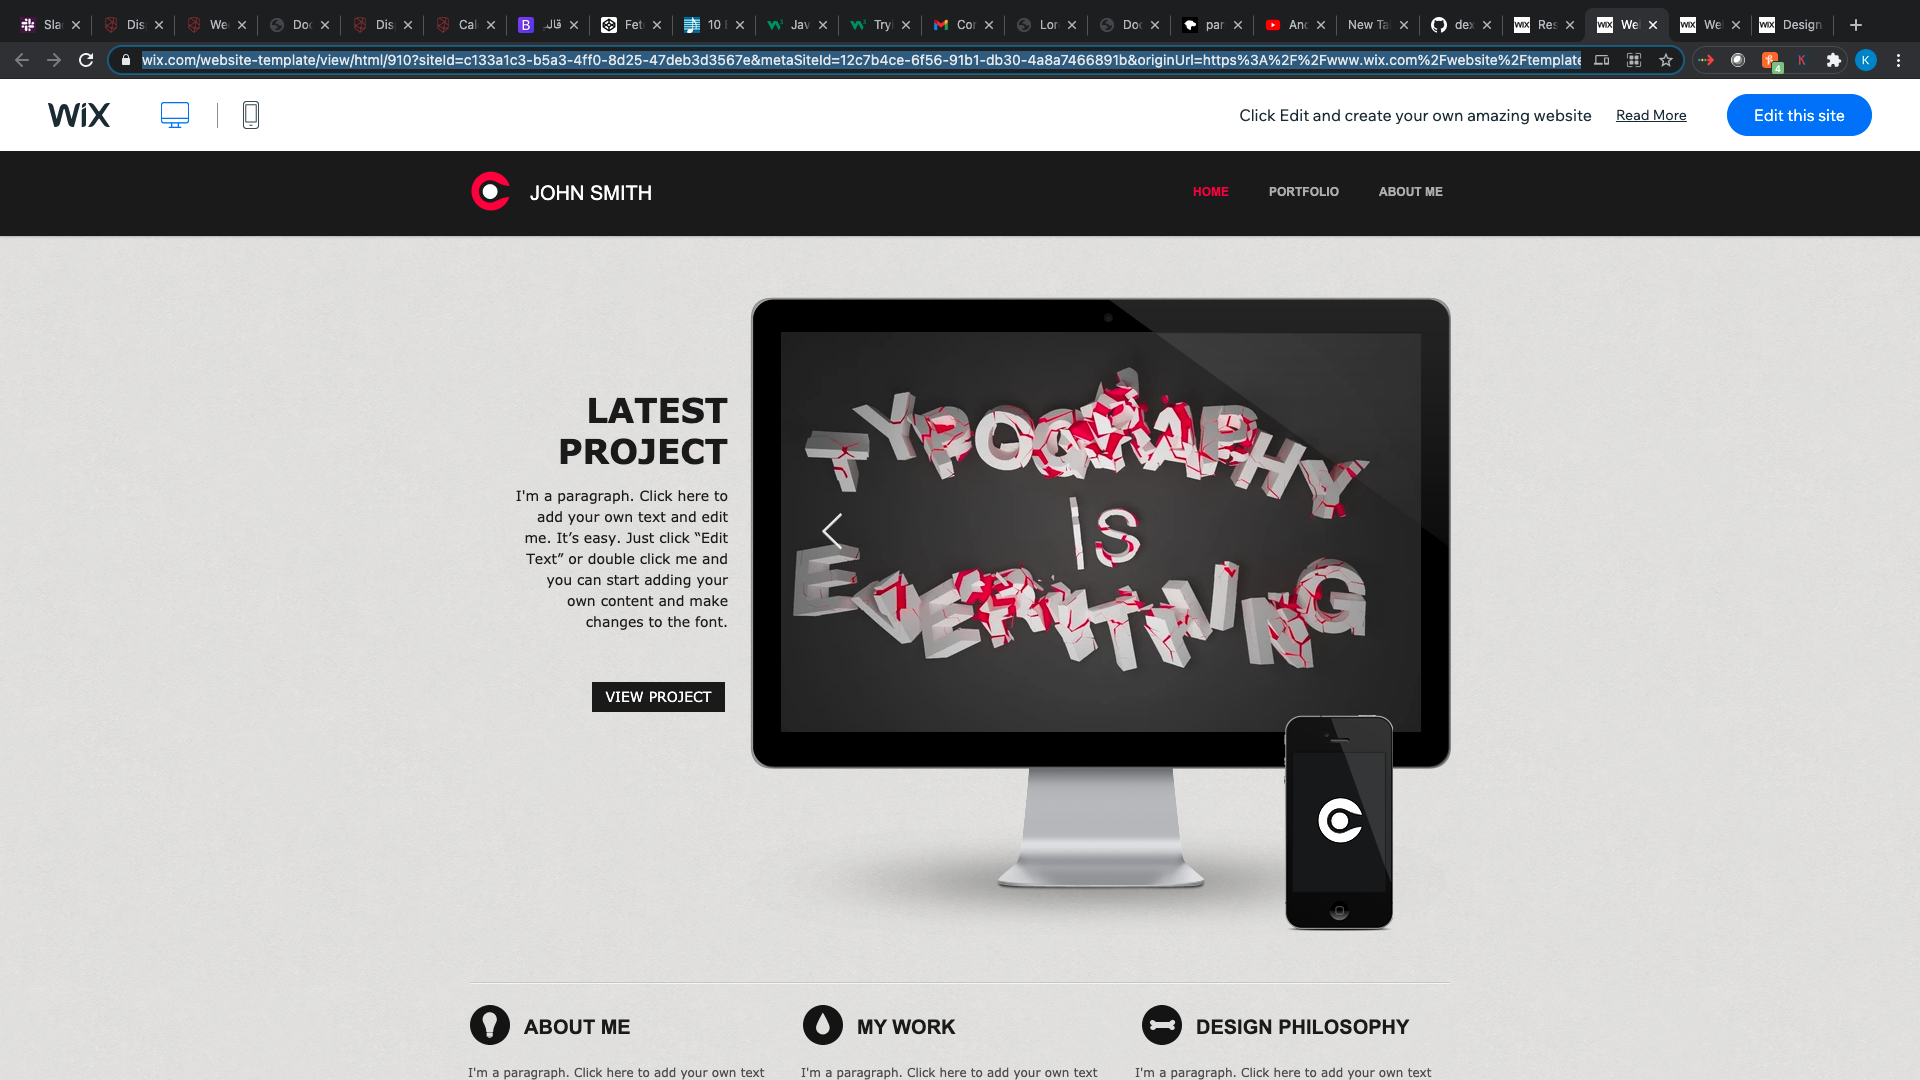 Sla
Dis
We
Doc
Dis
Cal
قال
Fet
10
Jav
Tryi
Cor
Lor
Doc
par
Anc
New Ta
dex
Res
Wel
Wel
Design
wix.com/website-template/view/html/910?siteId=c133a1c3-b5a3-4ff0-8d25-47deb3d3567e&metaSiteId=12c7b4ce-6f56-91b1-db30-4a8a7466891b&originUrl=https%3A%2F%2Fwww.wix.com%2Fwebsite%2Ftemplate
4
K
WiX
Click Edit and create your own amazing website
Read More
Edit this site
JOHN SMITH
HOME
PORTFOLIO
ABOUT ME
LATEST
PROJECT
I'm a paragraph. Click here to
add your own text and edit
me. It’s easy. Just click “Edit
Text” or double click me and
you can start adding your
own content and make
changes to the font.
VIEW PROJECT
TYPOGRAPHY
IS
EVERYTHING
ABOUT ME
MY WORK
DESIGN PHILOSOPHY
I'm a paragraph. Click here to add your own text
I'm a paragraph. Click here to add your own text
I'm a paragraph. Click here to add your own text